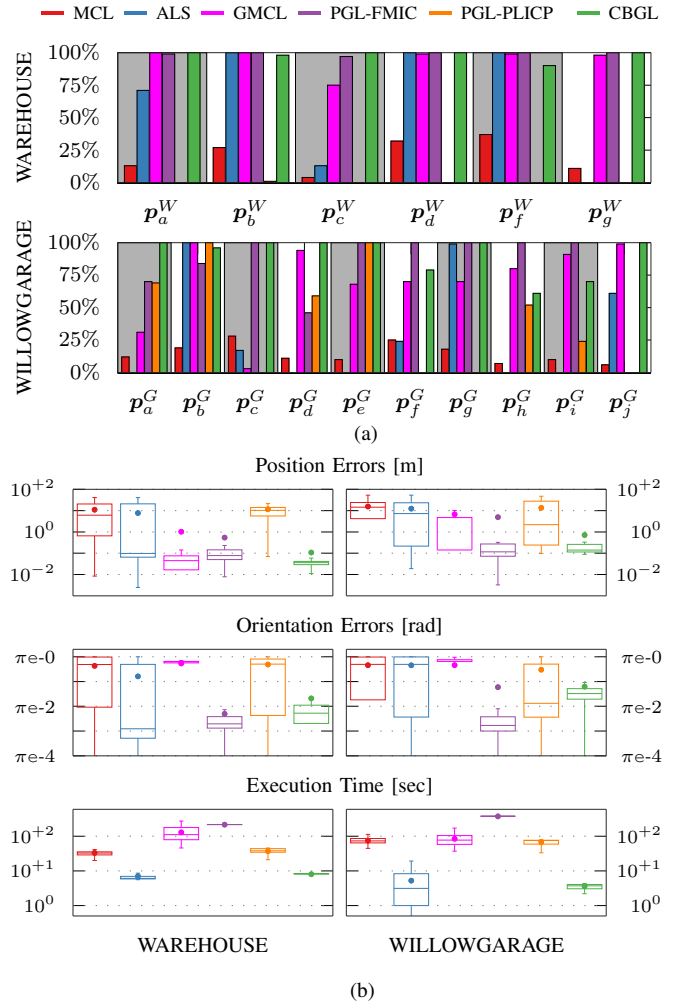 MCL ALS GMCL PGL-FMIC PGL-PLICP CBGL
WAREHOUSE
100%
75%
50%
25%
0%
p_a^W p_b^W p_c^W p_d^W p_f^W p_g^W
WILLOWGARAGE
100%
75%
50%
25%
0%
p_a^G p_b^G p_c^G p_d^G p_e^G p_f^G p_g^G p_h^G p_i^G p_j^G
(a)
Position Errors [m]
10^{+2} 10^{+2}
10^0 10^0
10^{-2} 10^{-2}
Orientation Errors [rad]
πe-0 πe-0
πe-2 πe-2
πe-4 πe-4
Execution Time [sec]
10^{+2} 10^{+2}
10^{+1} 10^{+1}
10^0 10^0
WAREHOUSE WILLOWGARAGE
(b)